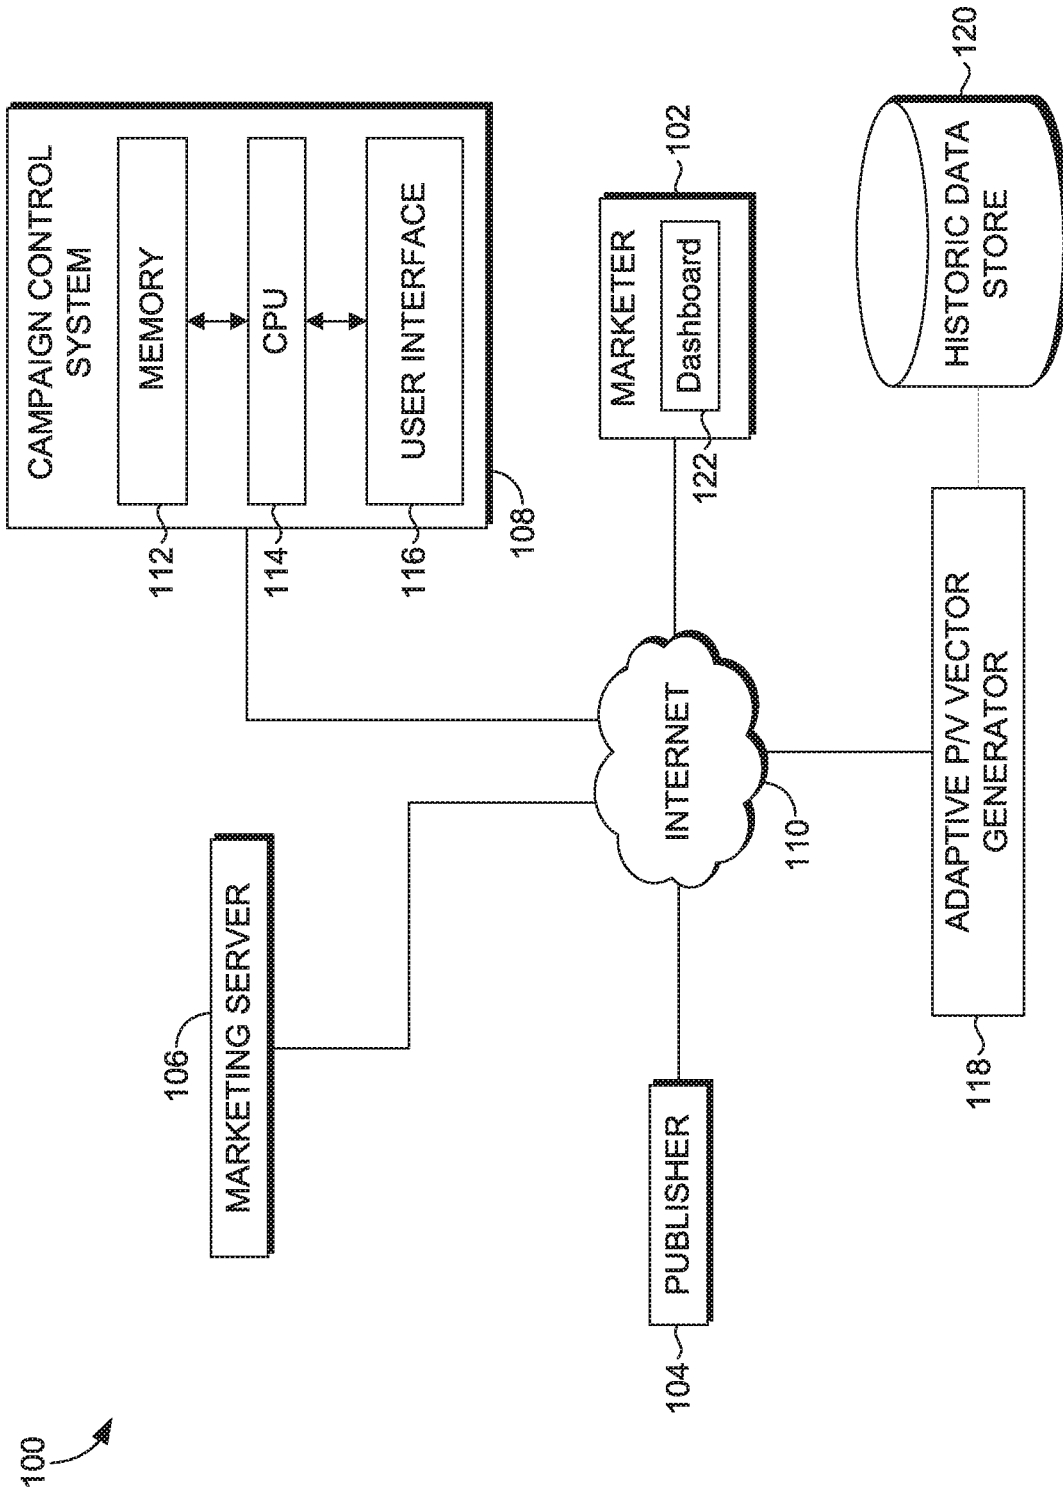 100
CAMPAIGN CONTROL
SYSTEM
MEMORY
112
CPU
114
USER INTERFACE
116
108
MARKETING SERVER
106
INTERNET
110
MARKETER
102
Dashboard
122
PUBLISHER
104
ADAPTIVE P/V VECTOR
GENERATOR
118
HISTORIC DATA
STORE
120